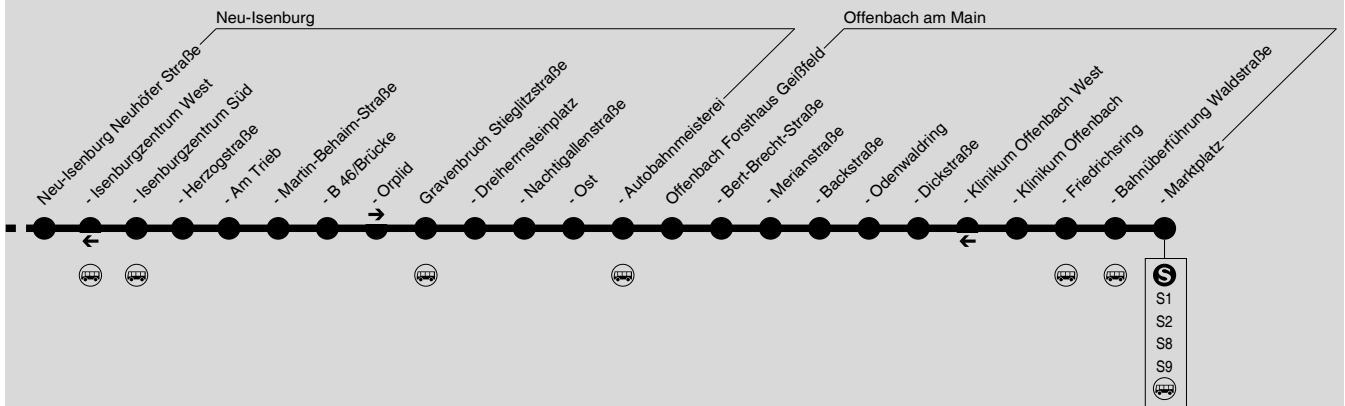 Neu-Isenburg
Offenbach am Main
Neu-Isenburg Neuhöfer Straße
- Isenburgzentrum West
- Isenburgzentrum Süd
- Herzogstraße
- Am Trieb
- Martin-Behaim-Straße
- B 46/Brücke
- Orplid
Gravenbruch Stieglitzstraße
- Dreiherrnsteinplatz
- Nachtigallenstraße
- Ost
- Autobahnmeisterei
Offenbach Forsthaus Geißfeld
- Bert-Brecht-Straße
- Merianstraße
- Backstraße
- Odenwaldring
- Dickstraße
- Klinikum Offenbach West
- Klinikum Offenbach
- Friedrichsring
- Bahnüberführung Waldstraße
- Marktplatz
S
S1
S2
S8
S9